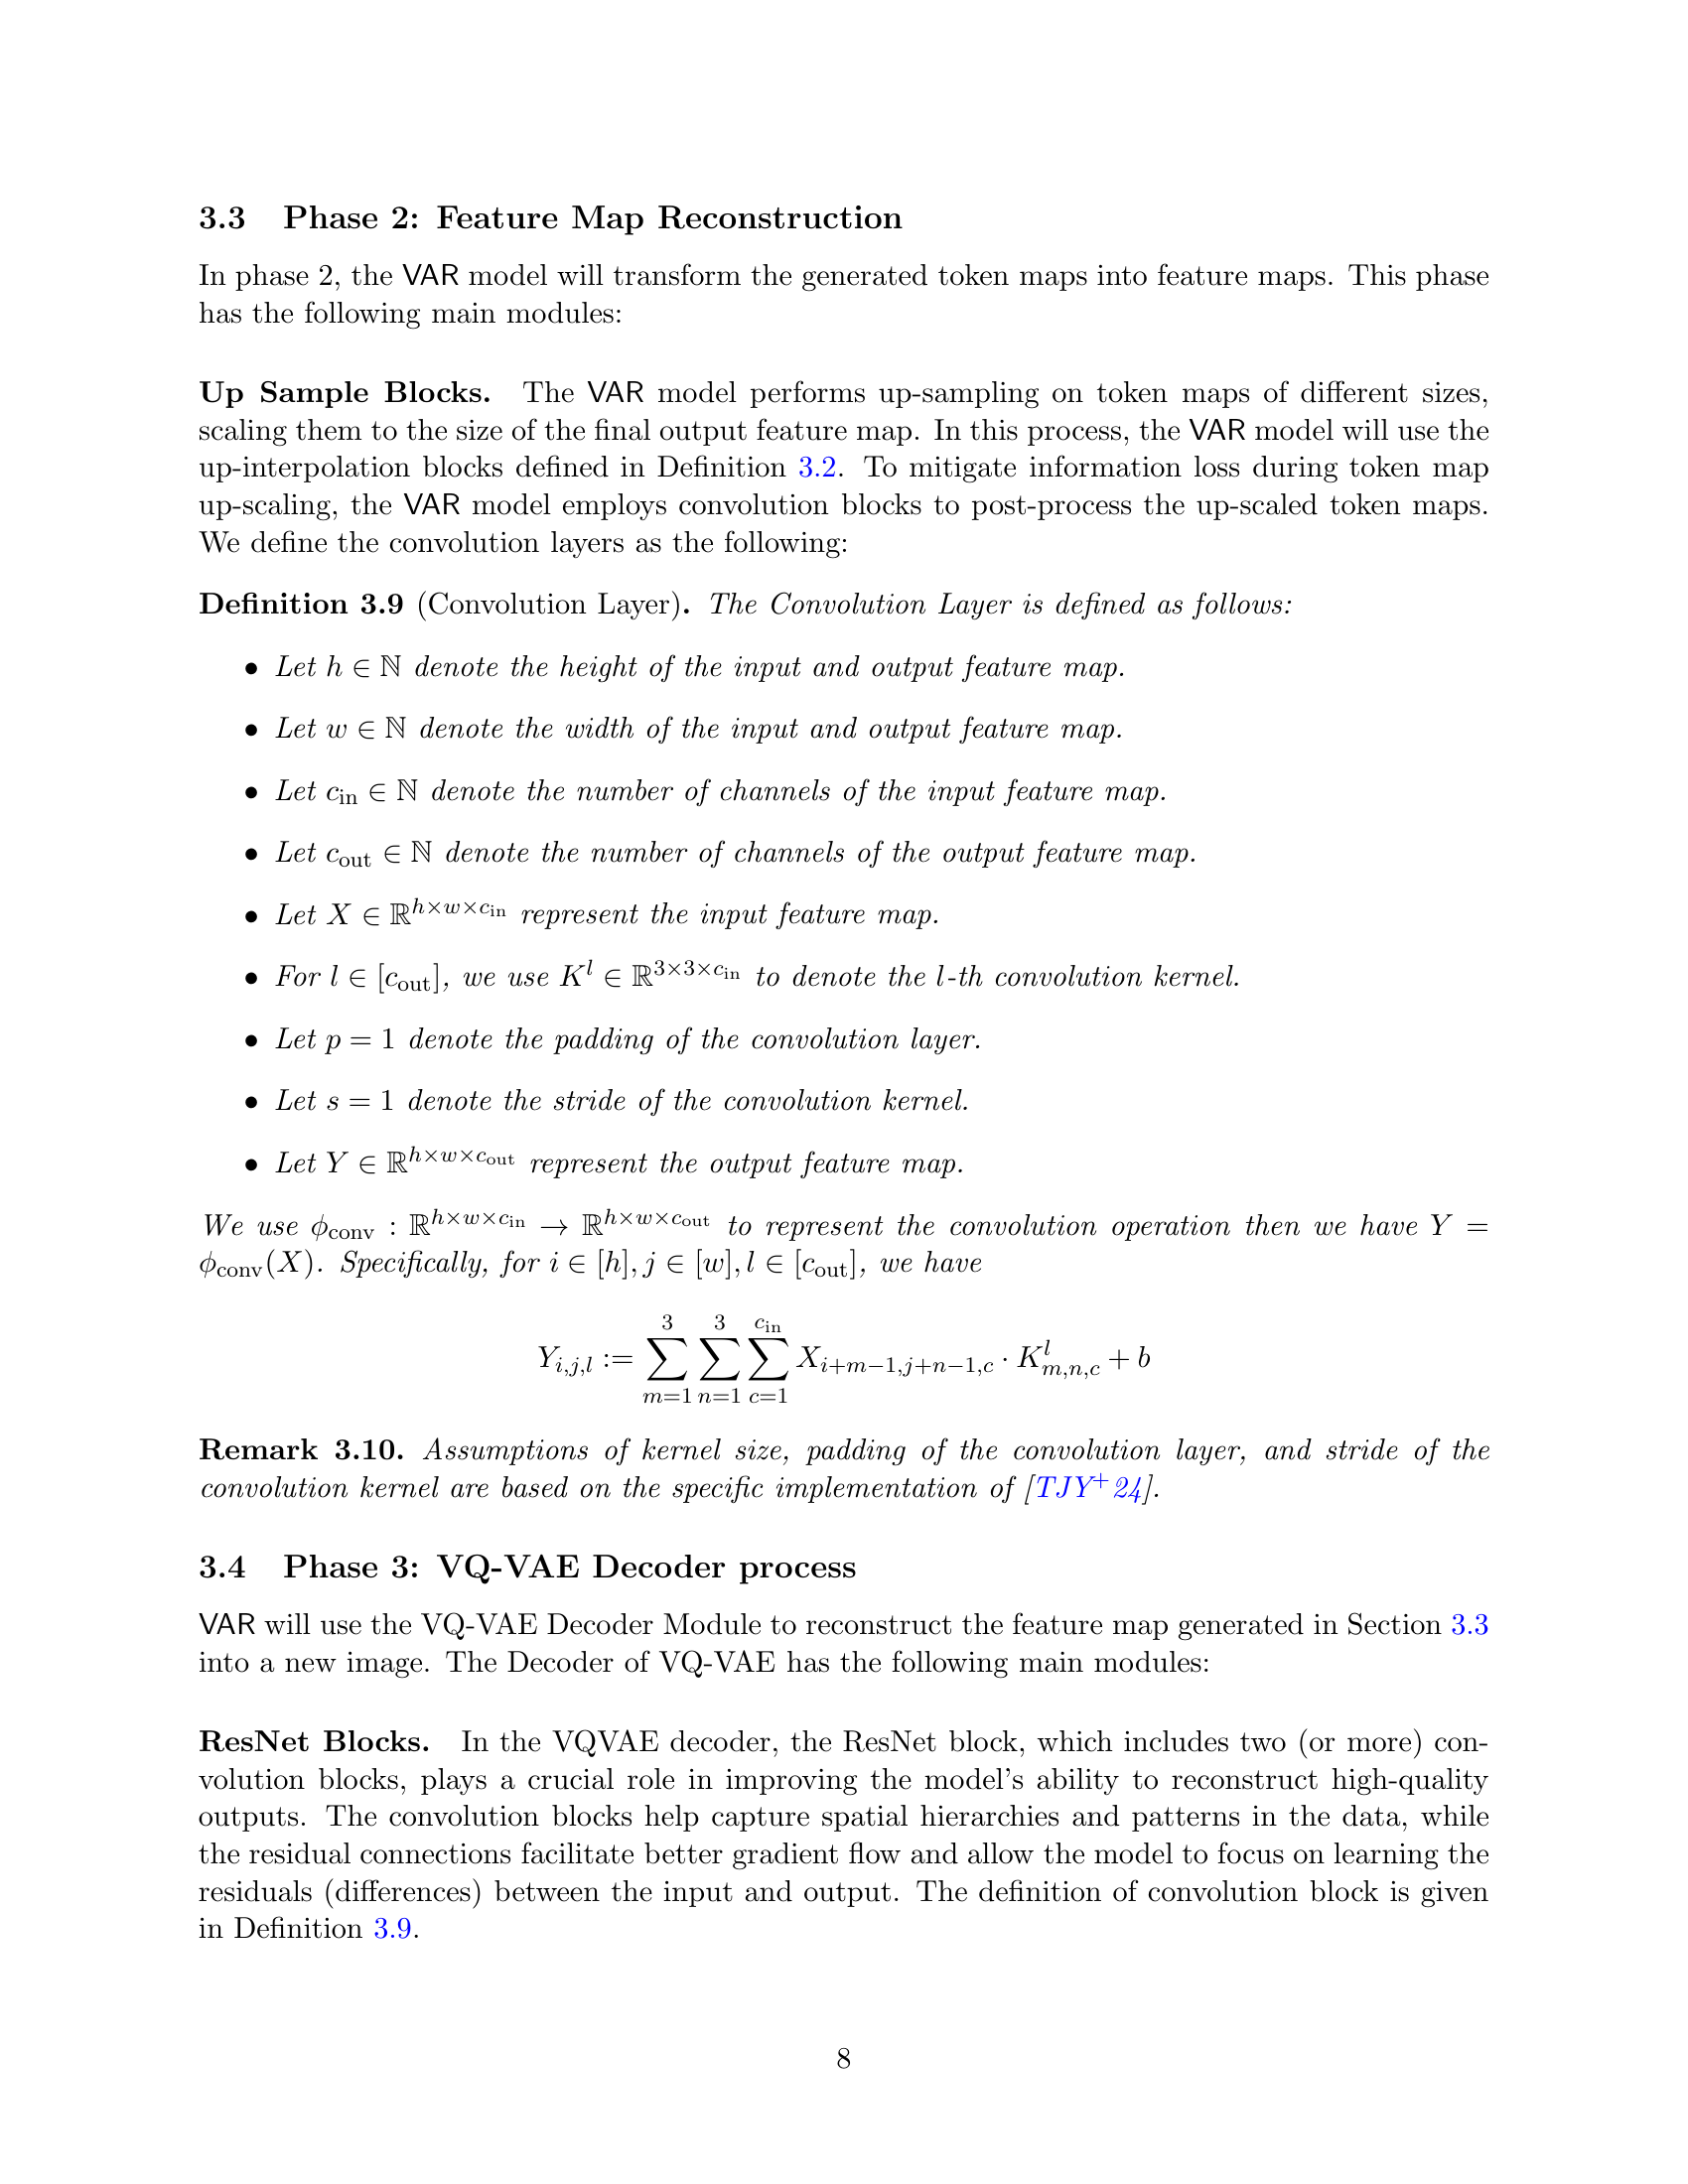 3.3 Phase 2: Feature Map Reconstruction
In phase 2, the VAR model will transform the generated token maps into feature maps. This phase
has the following main modules:
Up Sample Blocks. The VAR model performs up-sampling on token maps of different sizes,
scaling them to the size of the final output feature map. In this process, the VAR model will use the
up-interpolation blocks defined in Definition 3.2. To mitigate information loss during token map
up-scaling, the VAR model employs convolution blocks to post-process the up-scaled token maps.
We define the convolution layers as the following:
Definition 3.9 (Convolution Layer). The Convolution Layer is defined as follows:
• Let $h \in \mathbb{N}$ denote the height of the input and output feature map.
• Let $w \in \mathbb{N}$ denote the width of the input and output feature map.
• Let $c_{\text{in}} \in \mathbb{N}$ denote the number of channels of the input feature map.
• Let $c_{\text{out}} \in \mathbb{N}$ denote the number of channels of the output feature map.
• Let $X \in \mathbb{R}^{h \times w \times c_{\text{in}}}$ represent the input feature map.
• For $l \in [c_{\text{out}}]$, we use $K^l \in \mathbb{R}^{3 \times 3 \times c_{\text{in}}}$ to denote the $l$-th convolution kernel.
• Let $p = 1$ denote the padding of the convolution layer.
• Let $s = 1$ denote the stride of the convolution kernel.
• Let $Y \in \mathbb{R}^{h \times w \times c_{\text{out}}}$ represent the output feature map.
We use $\phi_{\text{conv}} : \mathbb{R}^{h \times w \times c_{\text{in}}} \to \mathbb{R}^{h \times w \times c_{\text{out}}}$ to represent the convolution operation then we have $Y =$
$\phi_{\text{conv}}(X)$. Specifically, for $i \in [h], j \in [w], l \in [c_{\text{out}}]$, we have
$Y_{i,j,l} := \sum_{m=1}^{3} \sum_{n=1}^{3} \sum_{c=1}^{c_{\text{in}}} X_{i+m-1,j+n-1,c} \cdot K^l_{m,n,c} + b$
Remark 3.10. Assumptions of kernel size, padding of the convolution layer, and stride of the
convolution kernel are based on the specific implementation of [TJY$^+$24].
3.4 Phase 3: VQ-VAE Decoder process
VAR will use the VQ-VAE Decoder Module to reconstruct the feature map generated in Section 3.3
into a new image. The Decoder of VQ-VAE has the following main modules:
ResNet Blocks. In the VQVAE decoder, the ResNet block, which includes two (or more) con-
volution blocks, plays a crucial role in improving the model's ability to reconstruct high-quality
outputs. The convolution blocks help capture spatial hierarchies and patterns in the data, while
the residual connections facilitate better gradient flow and allow the model to focus on learning the
residuals (differences) between the input and output. The definition of convolution block is given
in Definition 3.9.
8